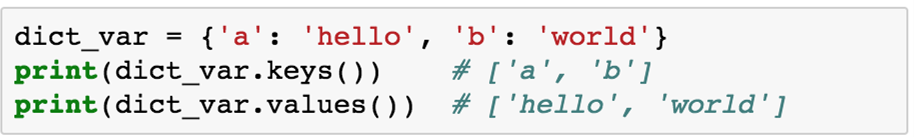 dict_var = {'a': 'hello', 'b': 'world'}
print(dict_var.keys())    # ['a', 'b']
print(dict_var.values())  # ['hello', 'world']